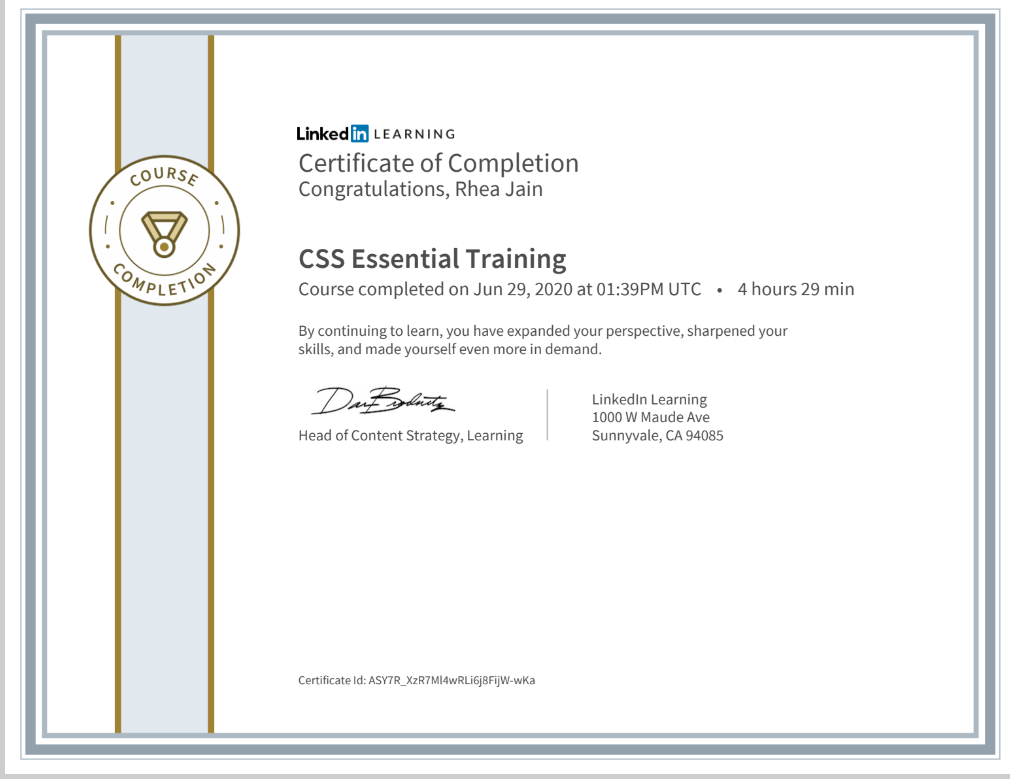 COURSE
COMPLETION
Linked in LEARNING
Certificate of Completion
Congratulations, Rhea Jain
CSS Essential Training
Course completed on Jun 29, 2020 at 01:39PM UTC • 4 hours 29 min
By continuing to learn, you have expanded your perspective, sharpened your
skills, and made yourself even more in demand.
Head of Content Strategy, Learning
LinkedIn Learning
1000 W Maude Ave
Sunnyvale, CA 94085
Certificate Id: ASY7R_XzR7Ml4wRLi6j8FijW-wKa